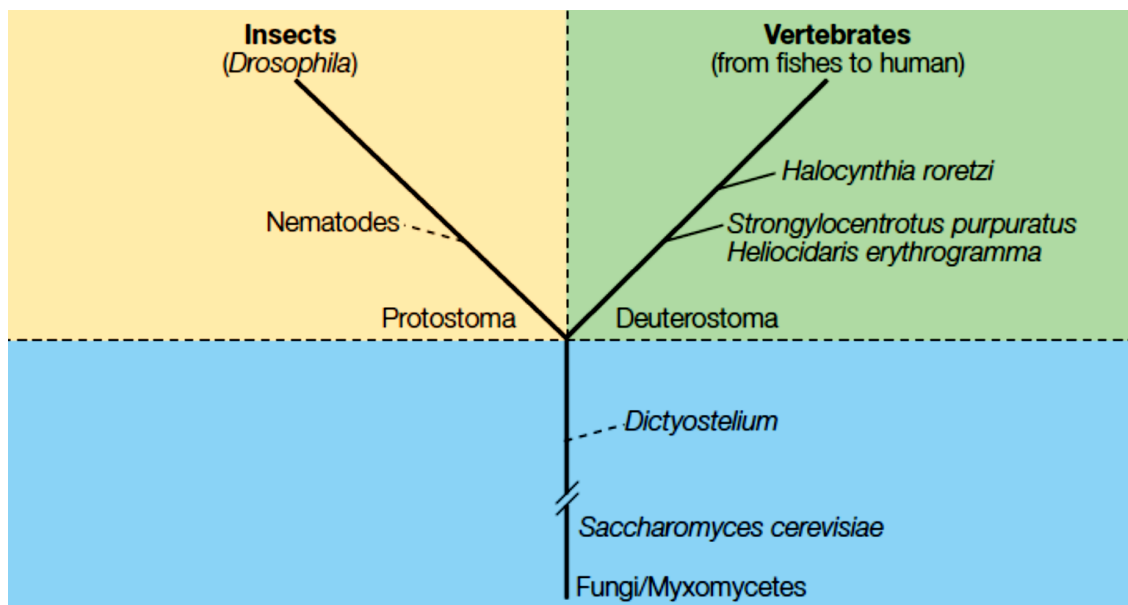 Insects
(Drosophila)
Vertebrates
(from fishes to human)
Halocynthia roretzi
Nematodes
Strongylocentrotus purpuratus
Heliocidaris erythrogramma
Protostoma
Deuterostoma
Dictyostelium
Saccharomyces cerevisiae
Fungi/Myxomycetes